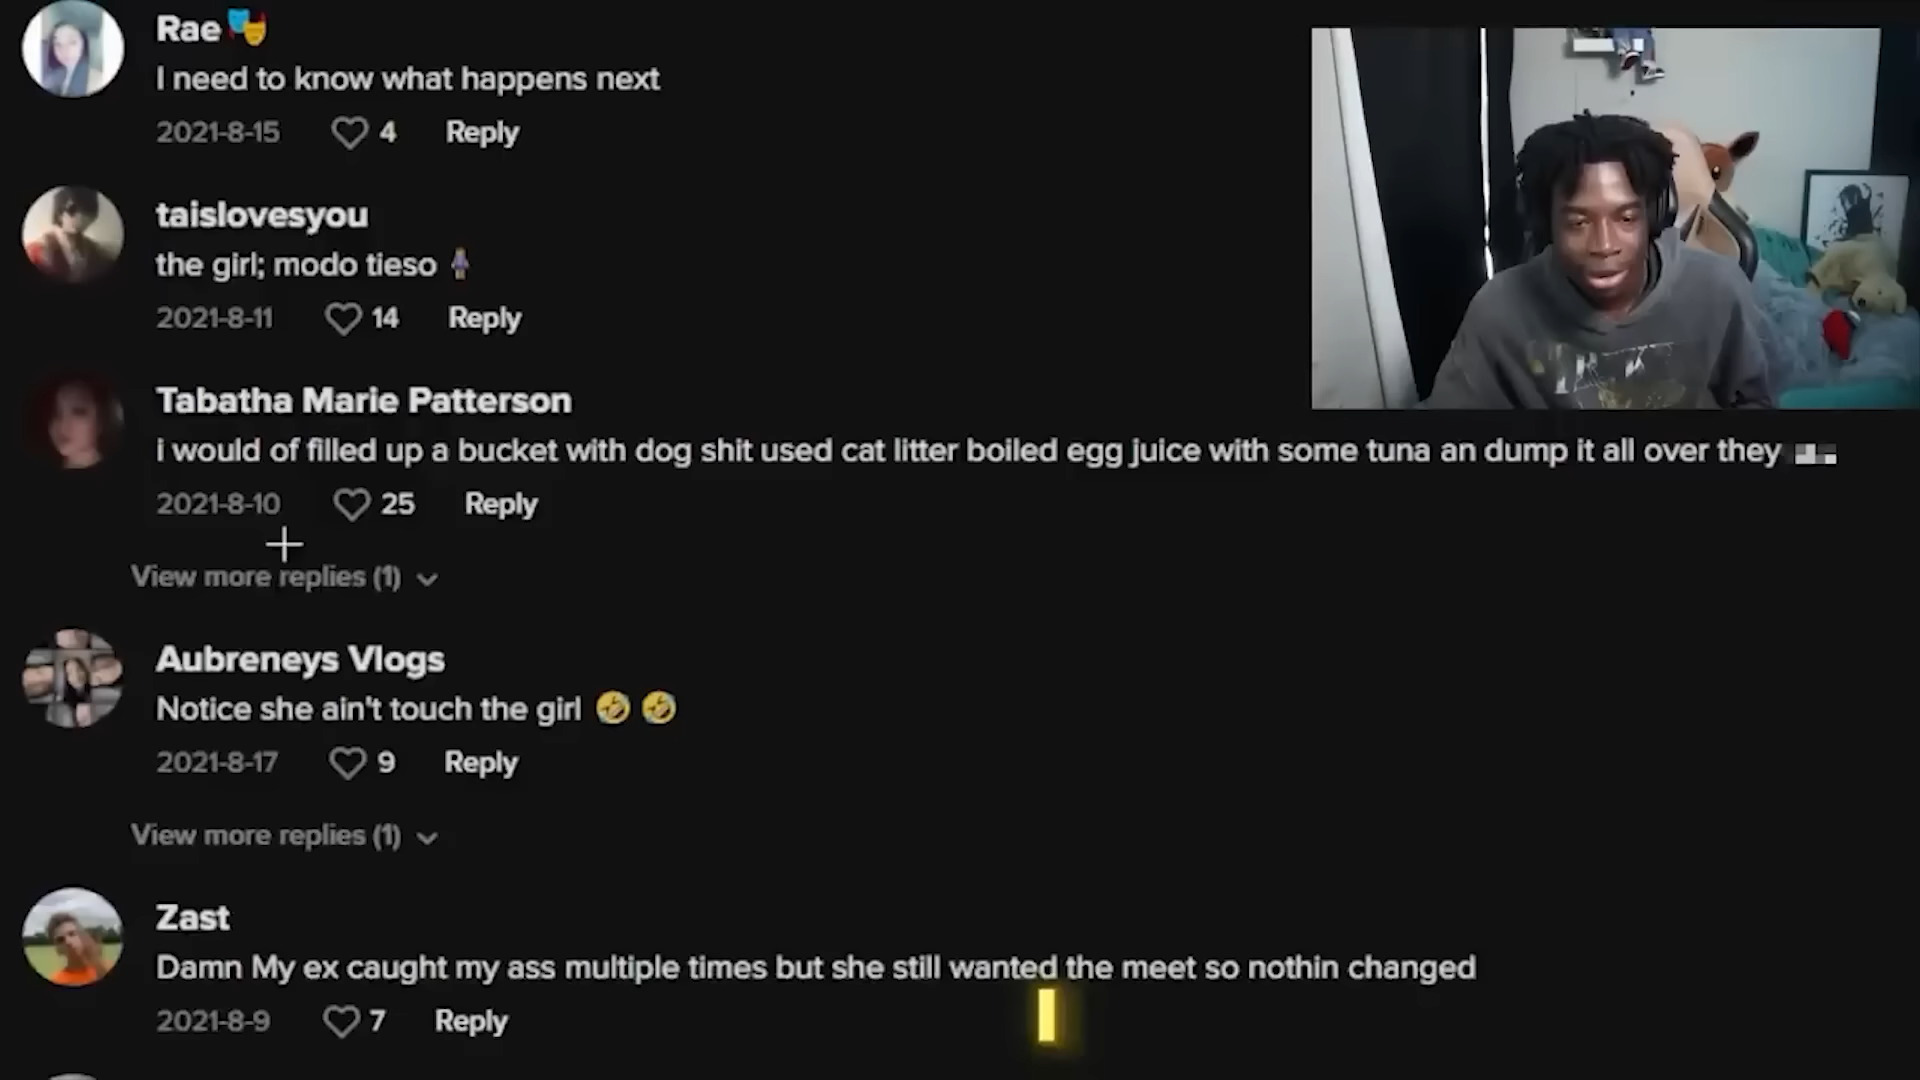 Rae
I need to know what happens next
2021-8-15 4 Reply
taislovesyou
the girl; modo tieso
2021-8-11 14 Reply
Tabatha Marie Patterson
i would of filled up a bucket with dog shit used cat litter boiled egg juice with some tuna an dump it all over they
2021-8-10 25 Reply
View more replies (1)
Aubreneys Vlogs
Notice she ain't touch the girl 🤣 🤣
2021-8-17 9 Reply
View more replies (1)
Zast
Damn My ex caught my ass multiple times but she still wanted the meet so nothin changed
2021-8-9 7 Reply
I